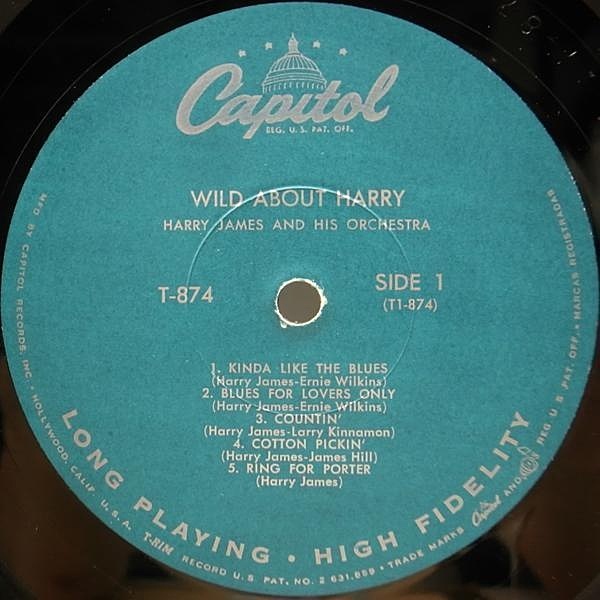 Capitol
REG. U.S. PAT. OFF.
WILD ABOUT HARRY
HARRY JAMES AND HIS ORCHESTRA
T-874
SIDE 1
(T1-874)
1. KINDA LIKE THE BLUES
(Harry James-Ernie Wilkins)
2. BLUES FOR LOVERS ONLY
(Harry James-Ernie Wilkins)
3. COUNTIN'
(Harry James-Larry Kinnamon)
4. COTTON PICKIN'
(Harry James-James Hill)
5. RING FOR PORTER
(Harry James)
LONG PLAYING • HIGH FIDELITY
MFD BY CAPITOL RECORDS, INC. • HOLLYWOOD, CALIF. U.S.A. T-RIM RECORD U.S. PAT. NO. 2 631.859 • TRADE MARKS Capitol AND REG U S PAT. OFF. • MARCAS REGISTRADAS